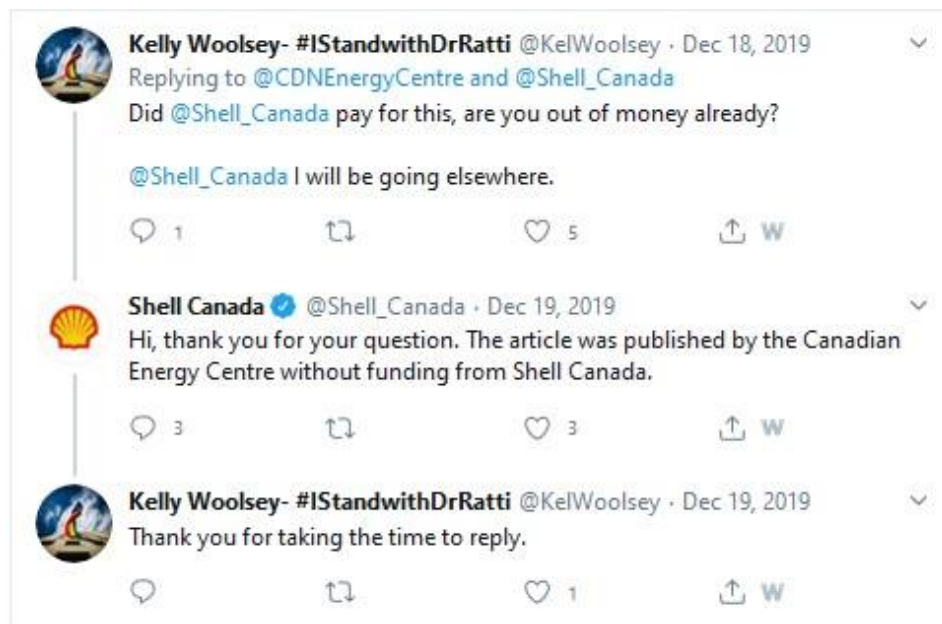 Kelly Woolsey- #IStandwithDrRatti @KelWoolsey · Dec 18, 2019
Replying to @CDNEnergyCentre and @Shell_Canada
Did @Shell_Canada pay for this, are you out of money already?
@Shell_Canada I will be going elsewhere.
1 5 W
Shell Canada @Shell_Canada · Dec 19, 2019
Hi, thank you for your question. The article was published by the Canadian
Energy Centre without funding from Shell Canada.
3 3 W
Kelly Woolsey- #IStandwithDrRatti @KelWoolsey · Dec 19, 2019
Thank you for taking the time to reply.
1 W